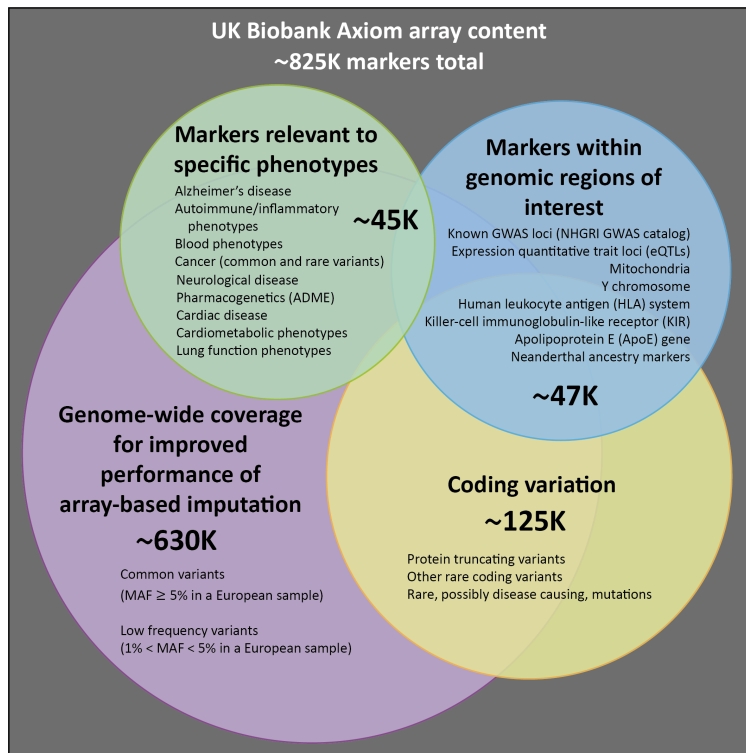 UK Biobank Axiom array content
~825K markers total
Markers relevant to
specific phenotypes
Alzheimer's disease
Autoimmune/inflammatory
phenotypes
~45K
Blood phenotypes
Cancer (common and rare variants)
Neurological disease
Pharmacogenetics (ADME)
Cardiac disease
Cardiometabolic phenotypes
Lung function phenotypes
Markers within
genomic regions of
interest
Known GWAS loci (NHGRI GWAS catalog)
Expression quantitative trait loci (eQTLs)
Mitochondria
Y chromosome
Human leukocyte antigen (HLA) system
Killer-cell immunoglobulin-like receptor (KIR)
Apolipoprotein E (ApoE) gene
Neanderthal ancestry markers
~47K
Genome-wide coverage
for improved
performance of
array-based imputation
~630K
Common variants
(MAF ≥ 5% in a European sample)
Low frequency variants
(1% < MAF < 5% in a European sample)
Coding variation
~125K
Protein truncating variants
Other rare coding variants
Rare, possibly disease causing, mutations